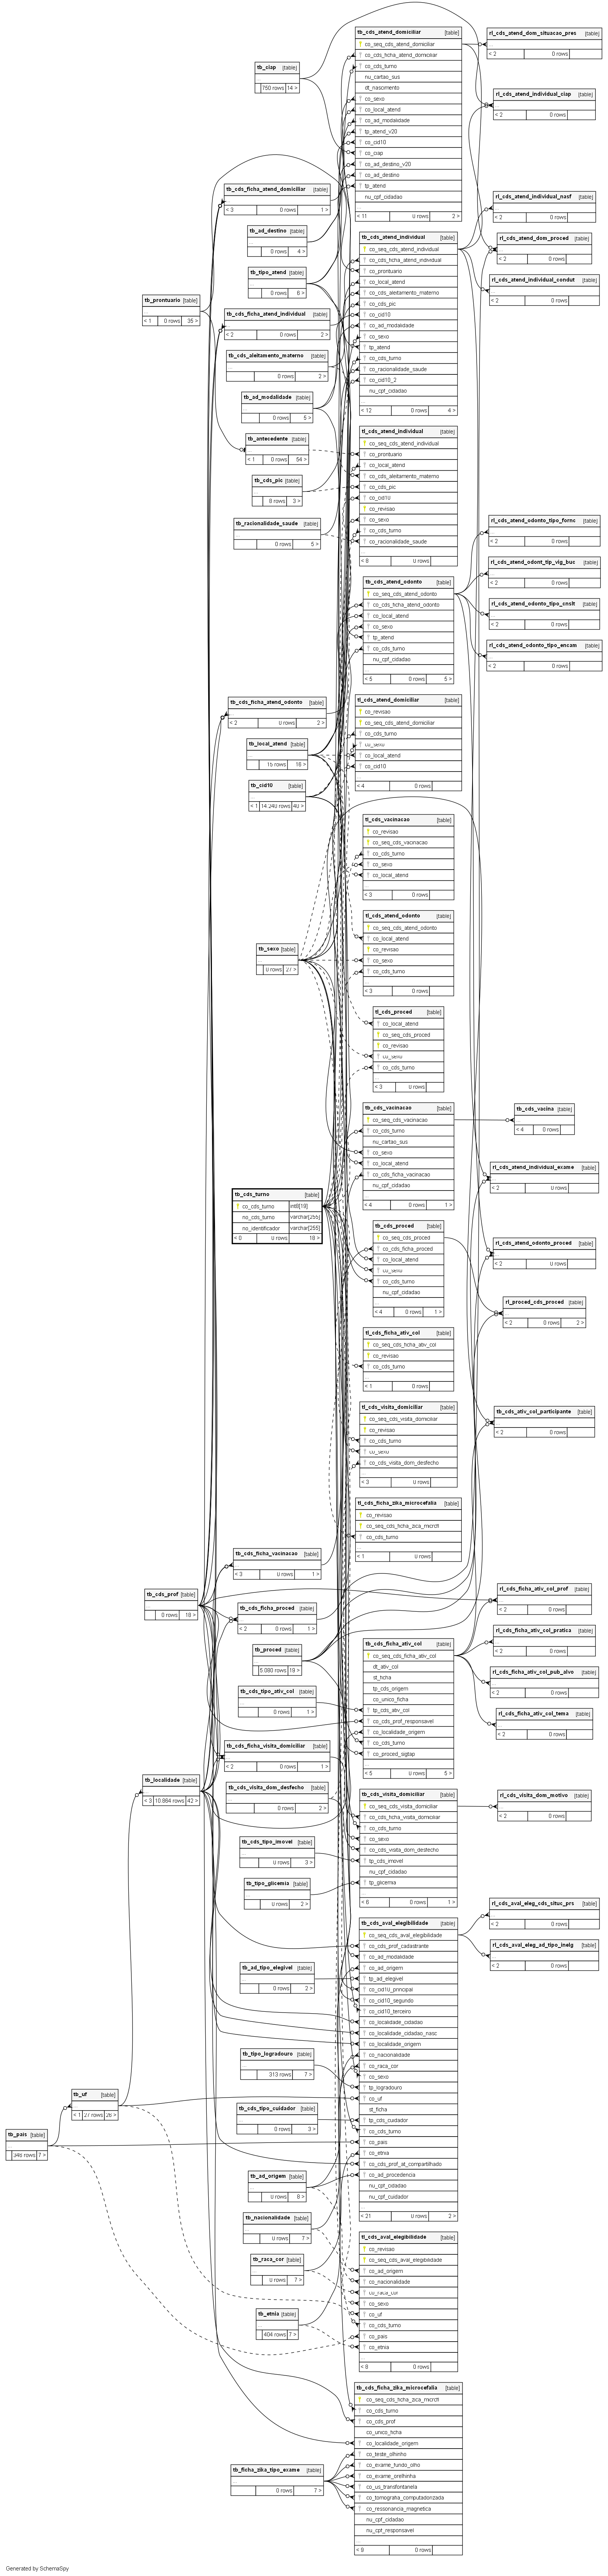 tb_cds_atend_domiciliar [table]
co_seq_cds_atend_domiciliar
co_cds_ficha_atend_domiciliar
co_cds_turno
nu_cartao_sus
dt_nascimento
co_sexo
co_local_atend
co_ad_modalidade
tp_atend_v20
co_cid10
co_ciap
co_ad_destino_v20
co_ad_destino
tp_atend
nu_cpf_cidadao
...
< 11 0 rows 2 >
rl_cds_atend_dom_situacao_pres [table]
...
< 2 0 rows
tb_ciap [table]
...
750 rows 14 >
rl_cds_atend_individual_ciap [table]
...
< 2 0 rows
tb_cds_ficha_atend_domiciliar [table]
...
< 3 0 rows 1 >
rl_cds_atend_individual_nasf [table]
...
< 2 0 rows
tb_ad_destino [table]
...
0 rows 4 >
rl_cds_atend_dom_proced [table]
...
< 2 0 rows
tb_cds_atend_individual [table]
co_seq_cds_atend_individual
co_cds_ficha_atend_individual
co_prontuario
co_local_atend
co_cds_aleitamento_materno
co_cds_pic
co_cid10
co_ad_modalidade
co_sexo
tp_atend
co_cds_turno
co_racionalidade_saude
co_cid10_2
nu_cpf_cidadao
...
< 12 0 rows 4 >
tb_tipo_atend [table]
...
0 rows 6 >
rl_cds_atend_individual_condut [table]
...
< 2 0 rows
tb_prontuario [table]
...
< 1 0 rows 35 >
tb_cds_ficha_atend_individual [table]
...
< 2 0 rows 2 >
tb_cds_aleitamento_materno [table]
...
0 rows 2 >
tb_ad_modalidade [table]
...
0 rows 5 >
tb_antecedente [table]
...
< 1 0 rows 54 >
tl_cds_atend_individual [table]
co_seq_cds_atend_individual
co_prontuario
co_local_atend
co_cds_aleitamento_materno
co_cds_pic
co_cid10
co_revisao
co_sexo
co_cds_turno
co_racionalidade_saude
...
< 8 0 rows
tb_cds_pic [table]
...
8 rows 3 >
tb_racionalidade_saude [table]
...
0 rows 5 >
rl_cds_atend_odonto_tipo_fornc [table]
...
< 2 0 rows
rl_cds_atend_odont_tip_vig_buc [table]
...
< 2 0 rows
rl_cds_atend_odonto_tipo_cnslt [table]
...
< 2 0 rows
rl_cds_atend_odonto_tipo_encam [table]
...
< 2 0 rows
tb_cds_atend_odonto [table]
co_seq_cds_atend_odonto
co_cds_ficha_atend_odonto
co_local_atend
co_sexo
tp_atend
co_cds_turno
nu_cpf_cidadao
...
< 5 0 rows 5 >
tb_cds_ficha_atend_odonto [table]
...
< 2 0 rows 2 >
tl_cds_atend_domiciliar [table]
co_revisao
co_seq_cds_atend_domiciliar
co_cds_turno
co_sexo
co_local_atend
co_cid10
...
< 4 0 rows
tb_local_atend [table]
...
15 rows 18 >
tb_cid10 [table]
...
< 1 14.240 rows 40 >
tl_cds_vacinacao [table]
co_revisao
co_seq_cds_vacinacao
co_cds_turno
co_sexo
co_local_atend
...
< 3 0 rows
tl_cds_atend_odonto [table]
co_seq_cds_atend_odonto
co_local_atend
co_revisao
co_sexo
co_cds_turno
...
< 3 0 rows
tb_sexo [table]
...
0 rows 27 >
tl_cds_proced [table]
co_local_atend
co_seq_cds_proced
co_revisao
co_sexo
co_cds_turno
...
< 3 0 rows
tb_cds_vacinacao [table]
co_seq_cds_vacinacao
co_cds_turno
nu_cartao_sus
co_sexo
co_local_atend
co_cds_ficha_vacinacao
nu_cpf_cidadao
...
< 4 0 rows 1 >
tb_cds_vacina [table]
...
< 4 0 rows
rl_cds_atend_individual_exame [table]
...
< 2 0 rows
tb_cds_turno [table]
co_cds_turno int8[19]
no_cds_turno varchar[255]
no_identificador varchar[255]
< 0 0 rows 18 >
tb_cds_proced [table]
co_seq_cds_proced
co_cds_ficha_proced
co_local_atend
co_sexo
co_cds_turno
nu_cpf_cidadao
...
< 4 0 rows 1 >
rl_cds_atend_odonto_proced [table]
...
< 2 0 rows
rl_proced_cds_proced [table]
...
< 2 0 rows 2 >
tl_cds_ficha_ativ_col [table]
co_seq_cds_ficha_ativ_col
co_revisao
co_cds_turno
...
< 1 0 rows
tl_cds_visita_domiciliar [table]
co_seq_cds_visita_domiciliar
co_revisao
co_cds_turno
co_sexo
co_cds_visita_dom_desfecho
...
< 3 0 rows
tb_cds_ativ_col_participante [table]
...
< 2 0 rows
tl_cds_ficha_zika_microcefalia [table]
co_revisao
co_seq_cds_ficha_zica_mcrcfl
co_cds_turno
...
< 1 0 rows
tb_cds_ficha_vacinacao [table]
...
< 3 0 rows 1 >
tb_cds_prof [table]
...
0 rows 18 >
tb_cds_ficha_proced [table]
...
< 2 0 rows 1 >
rl_cds_ficha_ativ_col_prof [table]
...
< 2 0 rows
rl_cds_ficha_ativ_col_pratica [table]
...
< 2 0 rows
rl_cds_ficha_ativ_col_pub_alvo [table]
...
< 2 0 rows
rl_cds_ficha_ativ_col_tema [table]
...
< 2 0 rows
tb_proced [table]
...
5.080 rows 19 >
tb_cds_ficha_ativ_col [table]
co_seq_cds_ficha_ativ_col
dt_ativ_col
st_ficha
tp_cds_origem
co_unico_ficha
tp_cds_ativ_col
co_cds_prof_responsavel
co_localidade_origem
co_cds_turno
co_proced_sigtap
...
< 5 0 rows 5 >
tb_cds_tipo_ativ_col [table]
...
0 rows 1 >
tb_cds_ficha_visita_domiciliar [table]
...
< 2 0 rows 1 >
tb_localidade [table]
...
< 3 10.864 rows 42 >
tb_cds_visita_dom_desfecho [table]
...
0 rows 2 >
tb_cds_visita_domiciliar [table]
co_seq_cds_visita_domiciliar
co_cds_ficha_visita_domiciliar
co_cds_turno
co_sexo
co_cds_visita_dom_desfecho
tp_cds_imovel
nu_cpf_cidadao
tp_glicemia
...
< 6 0 rows 1 >
rl_cds_visita_dom_motivo [table]
...
< 2 0 rows
tb_cds_tipo_imovel [table]
...
0 rows 3 >
tb_tipo_glicemia [table]
...
0 rows 2 >
rl_cds_aval_eleg_cds_situc_prs [table]
...
< 2 0 rows
rl_cds_aval_eleg_ad_tipo_inelg [table]
...
< 2 0 rows
tb_cds_aval_elegibilidade [table]
co_seq_cds_aval_elegibilidade
co_cds_prof_cadastrante
co_ad_modalidade
co_ad_origem
tp_ad_elegivel
co_cid10_principal
co_cid10_segundo
co_cid10_terceiro
co_localidade_cidadao
co_localidade_cidadao_nasc
co_localidade_origem
co_nacionalidade
co_raca_cor
co_sexo
tp_logradouro
co_uf
st_ficha
tp_cds_cuidador
co_cds_turno
co_pais
co_etnia
co_cds_prof_at_compartilhado
co_ad_procedencia
nu_cpf_cidadao
nu_cpf_cuidador
...
< 21 0 rows 2 >
tb_ad_tipo_elegivel [table]
...
0 rows 2 >
tb_tipo_logradouro [table]
...
313 rows 7 >
tb_uf [table]
...
< 1 27 rows 26 >
tb_cds_tipo_cuidador [table]
...
0 rows 3 >
tb_pais [table]
...
346 rows 7 >
tb_ad_origem [table]
...
0 rows 8 >
tb_nacionalidade [table]
...
0 rows 7 >
tb_raca_cor [table]
...
0 rows 7 >
tb_etnia [table]
...
404 rows 7 >
tl_cds_aval_elegibilidade [table]
co_revisao
co_seq_cds_aval_elegibilidade
co_ad_origem
co_nacionalidade
co_raca_cor
co_sexo
co_uf
co_cds_turno
co_pais
co_etnia
...
< 8 0 rows
tb_cds_ficha_zika_microcefalia [table]
co_seq_cds_ficha_zica_mcrcfl
co_cds_turno
co_cds_prof
co_unico_ficha
co_localidade_origem
co_teste_olhinho
co_exame_fundo_olho
co_exame_orelhinha
co_us_transfontanela
co_tomografia_computadorizada
co_ressonancia_magnetica
nu_cpf_cidadao
nu_cpf_responsavel
...
< 9 0 rows
tb_ficha_zika_tipo_exame [table]
...
0 rows 7 >
Generated by SchemaSpy